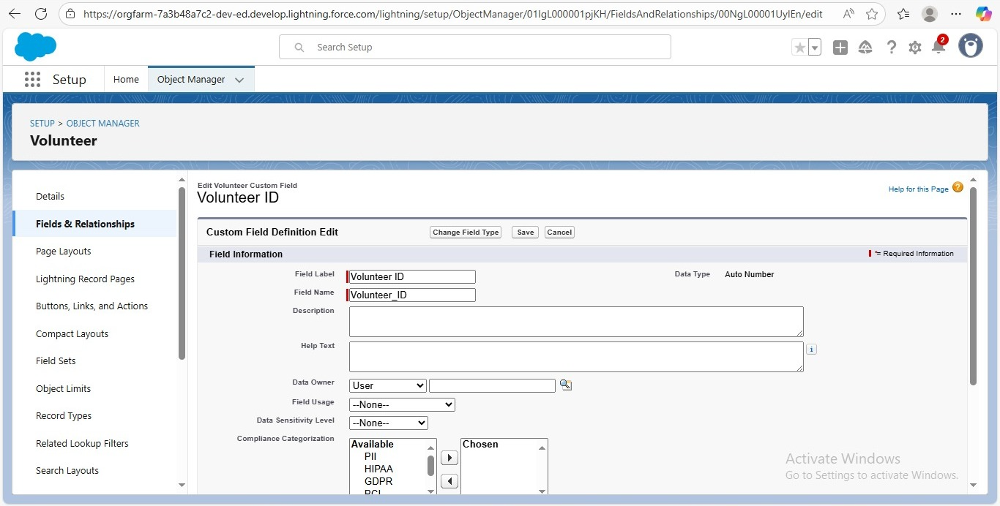 https://orgfarm-7a3b48a7c2-dev-ed.develop.lightning.force.com/lightning/setup/ObjectManager/01IgL000001pjKH/FieldsAndRelationships/00NgL00001UyIEn/edit
Search Setup
2
Setup
Home
Object Manager
SETUP > OBJECT MANAGER
Volunteer
Details
Fields & Relationships
Page Layouts
Lightning Record Pages
Buttons, Links, and Actions
Compact Layouts
Field Sets
Object Limits
Record Types
Related Lookup Filters
Search Layouts
Edit Volunteer Custom Field
Volunteer ID
Help for this Page
Custom Field Definition Edit
Change Field Type
Save
Cancel
Field Information
= Required Information
Field Label
Volunteer ID
Data Type
Auto Number
Field Name
Volunteer_ID
Description
Help Text
i
Data Owner
User
Field Usage
--None--
Data Sensitivity Level
--None--
Compliance Categorization
Available
PII
HIPAA
GDPR
PCI
Chosen
Activate Windows
Go to Settings to activate Windows.